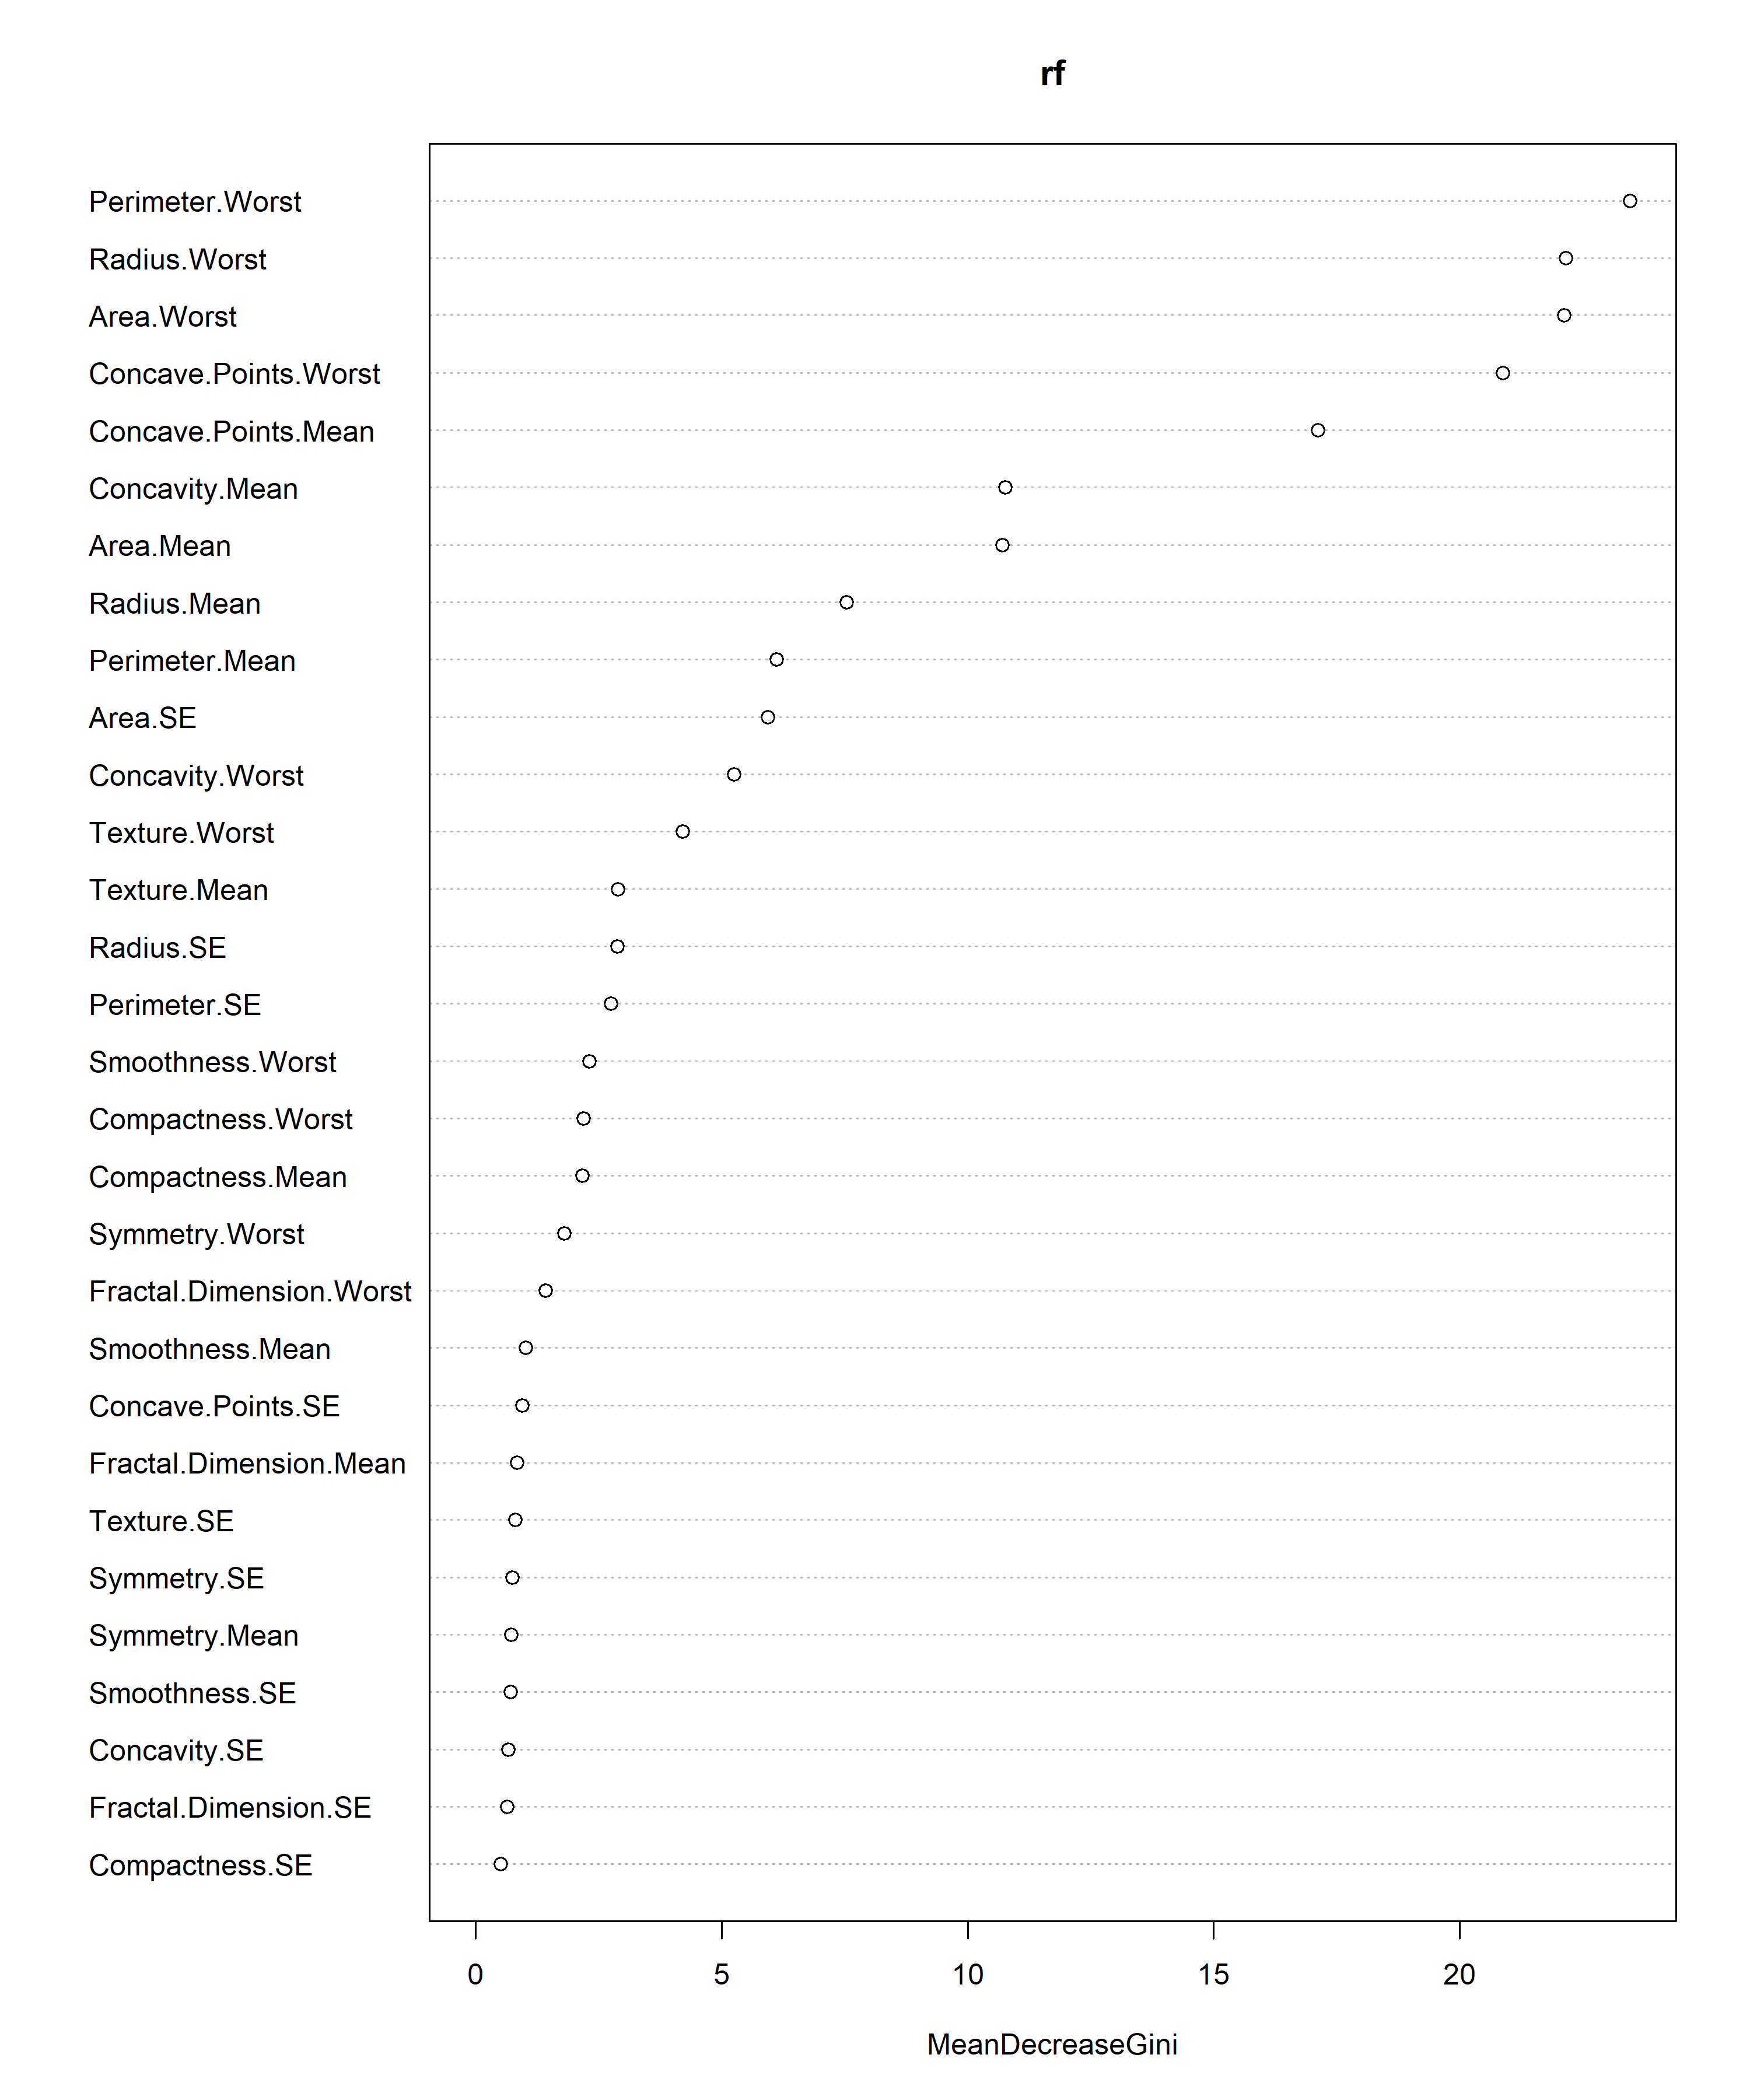 rf
Perimeter.Worst
Radius.Worst
Area.Worst
Concave.Points.Worst
Concave.Points.Mean
Concavity.Mean
Area.Mean
Radius.Mean
Perimeter.Mean
Area.SE
Concavity.Worst
Texture.Worst
Texture.Mean
Radius.SE
Perimeter.SE
Smoothness.Worst
Compactness.Worst
Compactness.Mean
Symmetry.Worst
Fractal.Dimension.Worst
Smoothness.Mean
Concave.Points.SE
Fractal.Dimension.Mean
Texture.SE
Symmetry.SE
Symmetry.Mean
Smoothness.SE
Concavity.SE
Fractal.Dimension.SE
Compactness.SE
0 5 10 15 20
MeanDecreaseGini